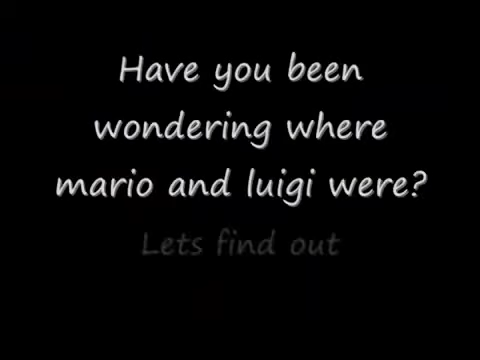 Have you been
wondering where
mario and luigi were?
Lets find out